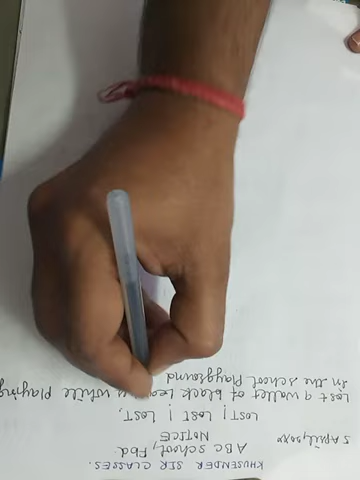 KHUSENDER SIR CLASSES.
ABC School, Fbd
NOTICE
5 April, 20xx
LOST! LOST! LOST,
Lost a wallet of black while Playing
in the school Playground